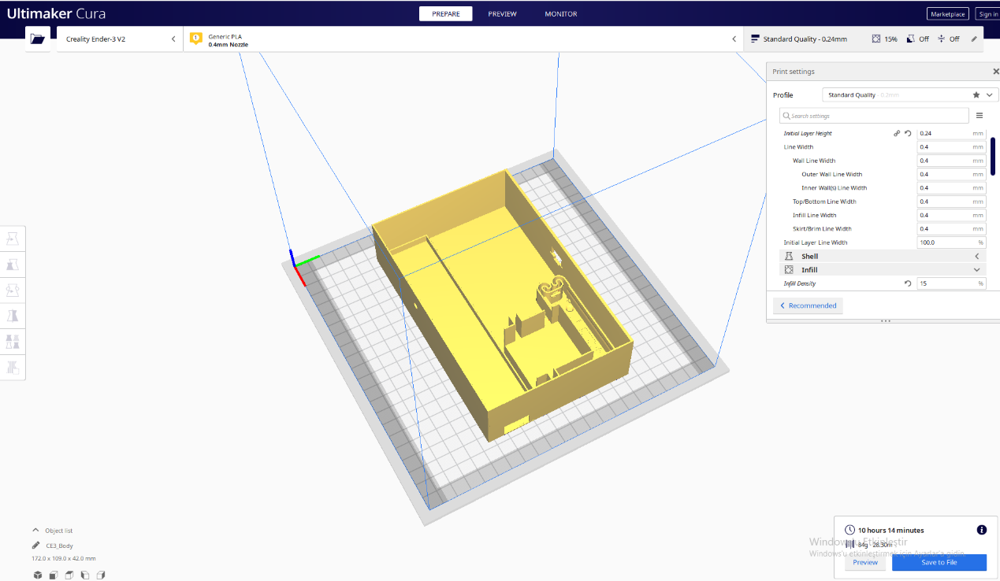 Ultimaker Cura
PREPARE
PREVIEW
MONITOR
Marketplace
Sign in
Creality Ender-3 V2
1
Generic PLA
0.4mm Nozzle
Standard Quality - 0.24mm
15%
Off
Off
Print settings
Profile
Standard Quality - 0.2mm
Search settings
Initial Layer Height 0.24 mm
Line Width 0.4 mm
Wall Line Width 0.4 mm
Outer Wall Line Width 0.4 mm
Inner Wall(s) Line Width 0.4 mm
Top/Bottom Line Width 0.4 mm
Infill Line Width 0.4 mm
Skirt/Brim Line Width 0.4 mm
Initial Layer Line Width 100.0 %
Shell
Infill
Infill Density 15 %
Recommended
Object list
CE3_Body
172.0 x 109.0 x 42.0 mm
10 hours 14 minutes
Windows'u Etkinleştir
84g · 28.30m
Windows'u etkinleştirmek için Ayarlar'a gidin.
Preview
Save to File